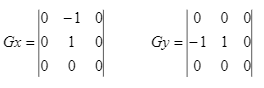 |0 -1 0| |0 0 0|
Gx = |0 1 0| Gy = |-1 1 0|
|0 0 0| |0 0 0|